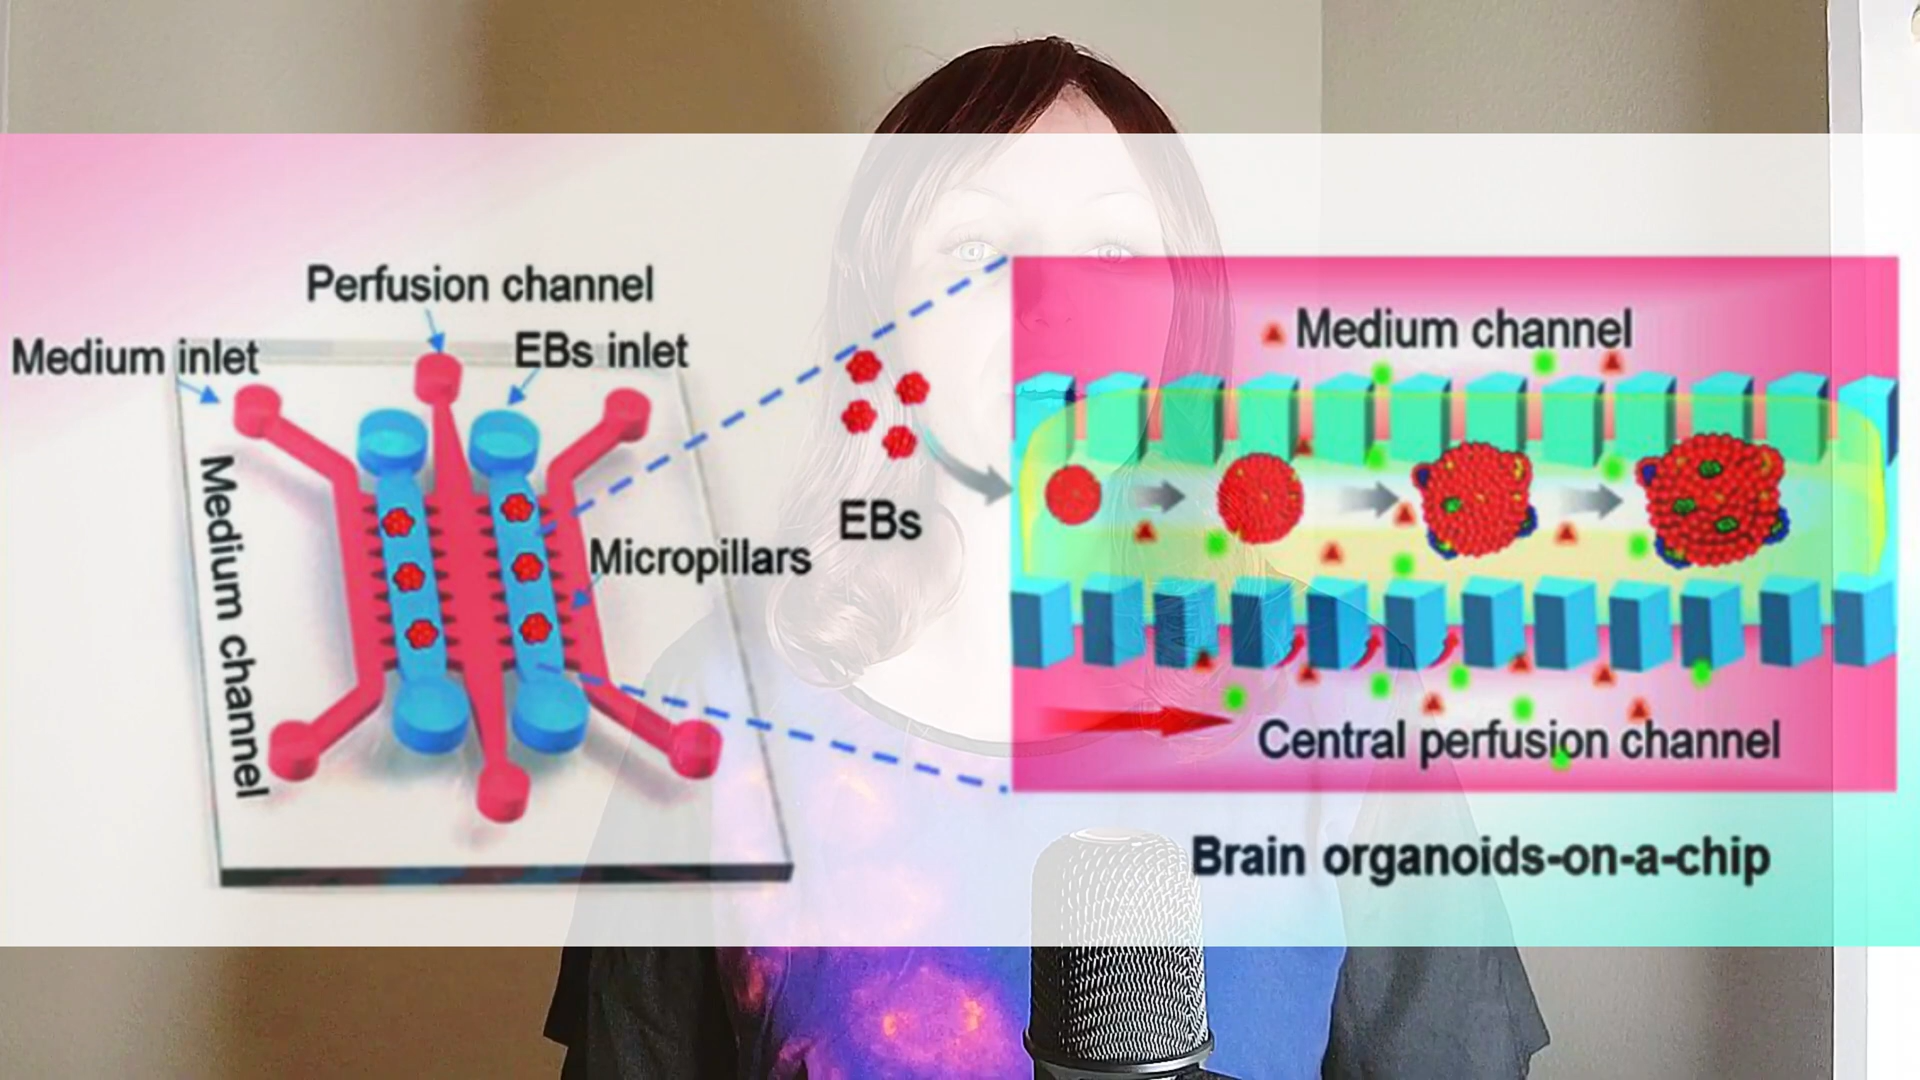 Perfusion channel
Medium inlet
EBs inlet
Medium channel
Micropillars
EBs
Medium channel
Central perfusion channel
Brain organoids-on-a-chip